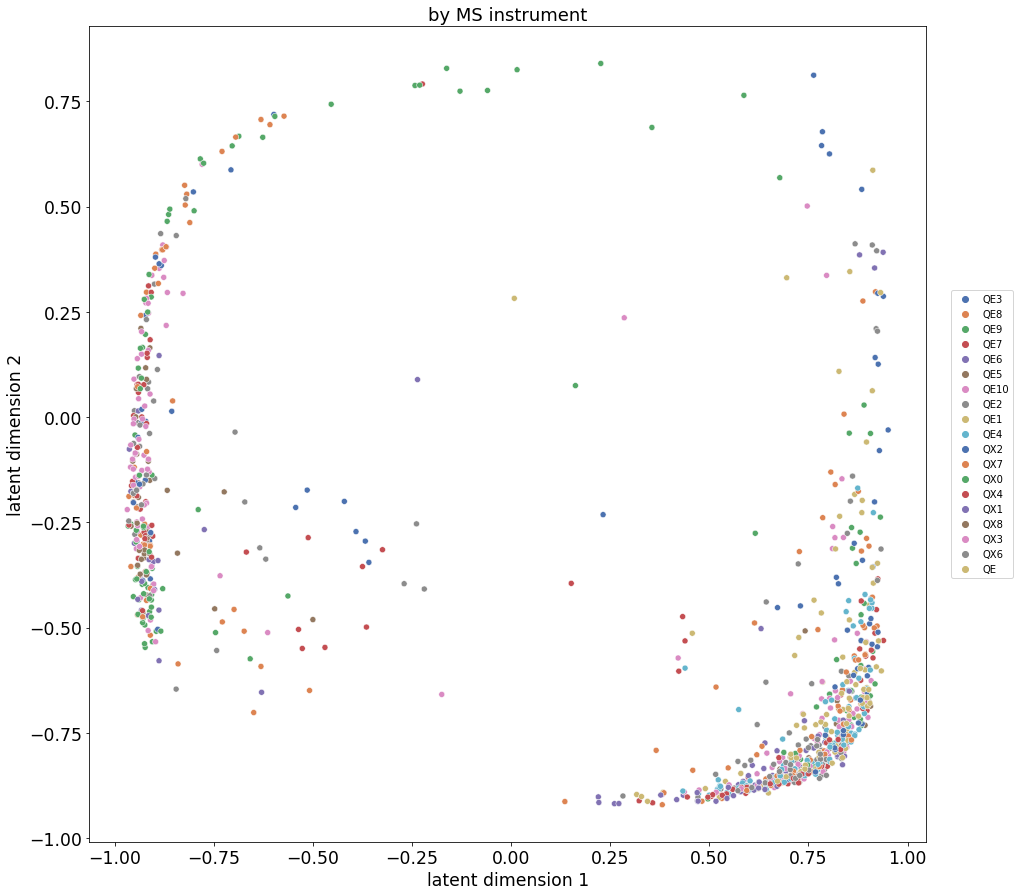 by MS instrument
latent dimension 2
0.75
0.50
0.25
0.00
−0.25
−0.50
−0.75
−1.00
−1.00 −0.75 −0.50 −0.25 0.00 0.25 0.50 0.75 1.00
latent dimension 1
QE3
QE8
QE9
QE7
QE6
QE5
QE10
QE2
QE1
QE4
QX2
QX7
QX0
QX4
QX1
QX8
QX3
QX6
QE